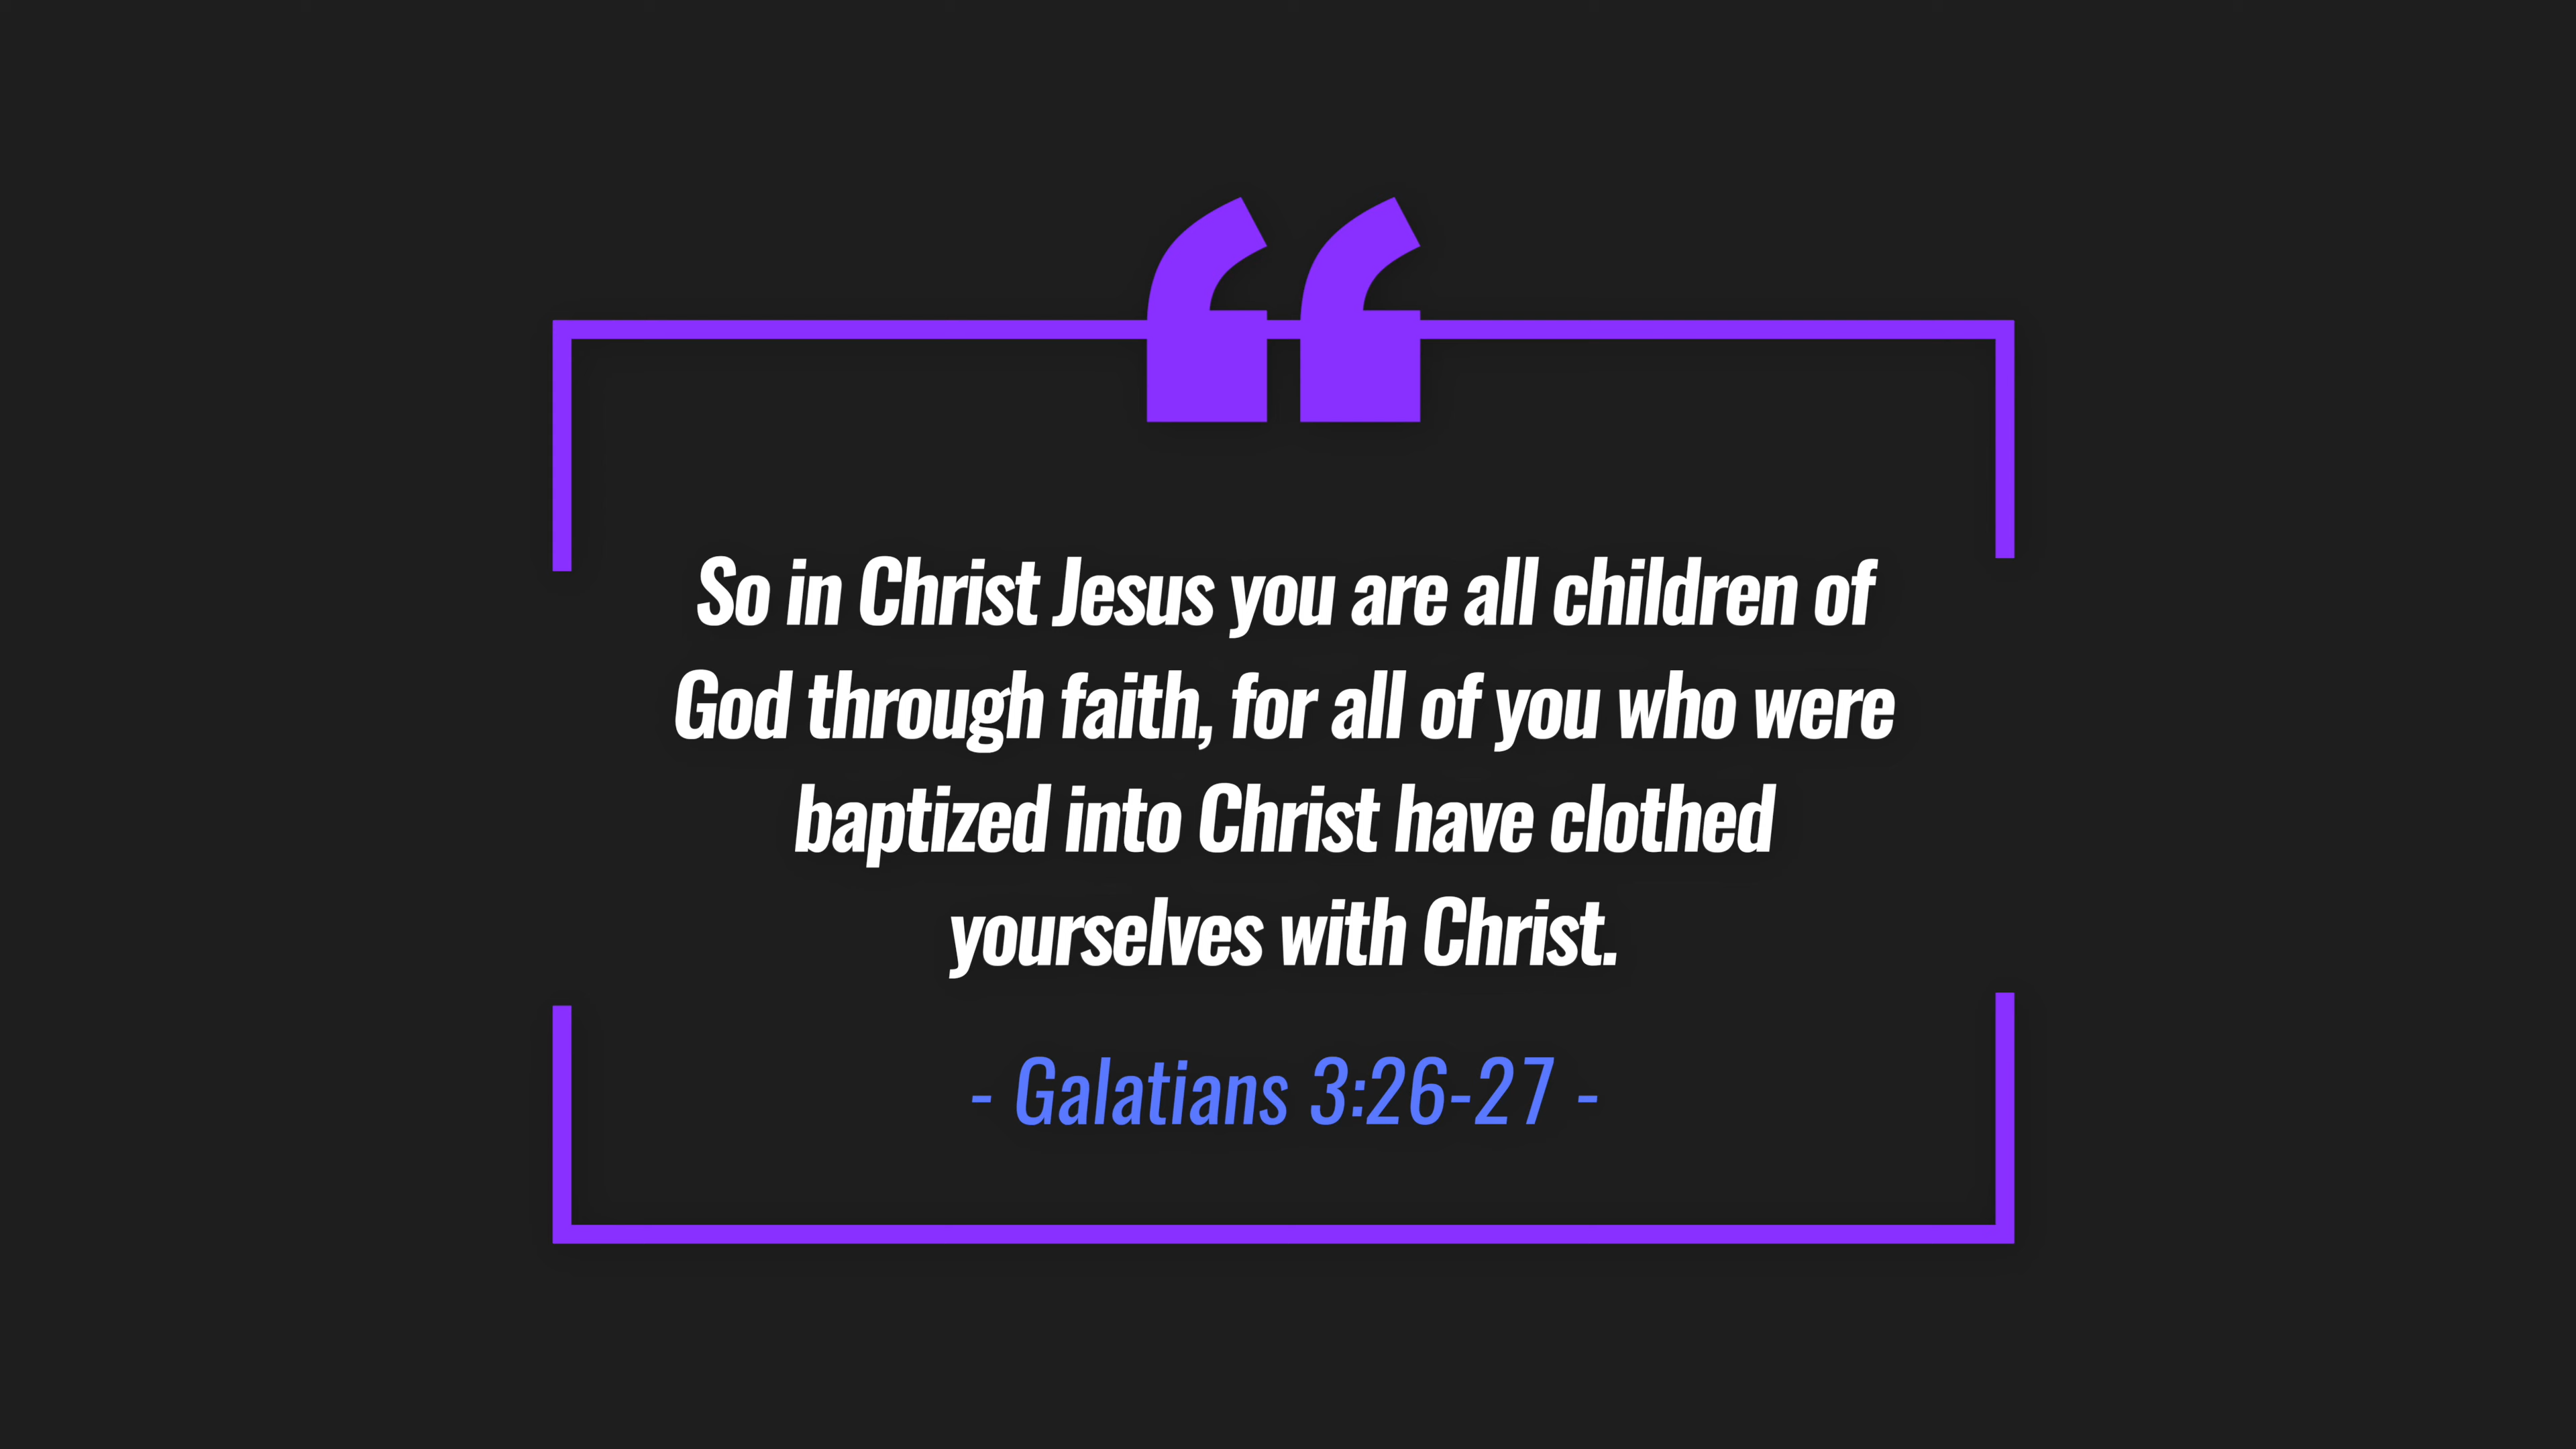 So in Christ Jesus you are all children of
God through faith, for all of you who were
baptized into Christ have clothed
yourselves with Christ.
- Galatians 3:26-27 -